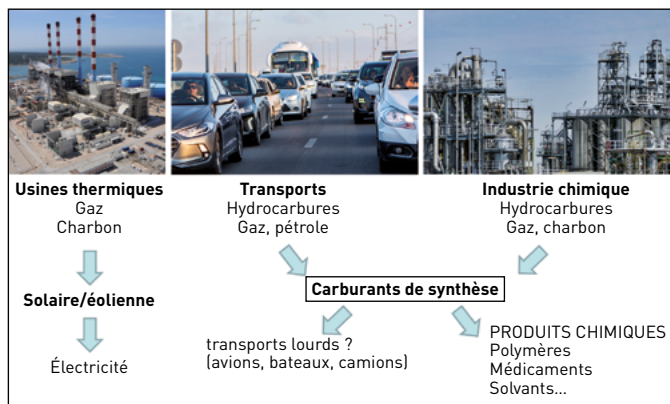 Usines thermiques
Gaz
Charbon
Solaire/éolienne
Électricité
Transports
Hydrocarbures
Gaz, pétrole
Industrie chimique
Hydrocarbures
Gaz, charbon
Carburants de synthèse
transports lourds ?
(avions, bateaux, camions)
PRODUITS CHIMIQUES
Polymères
Médicaments
Solvants...